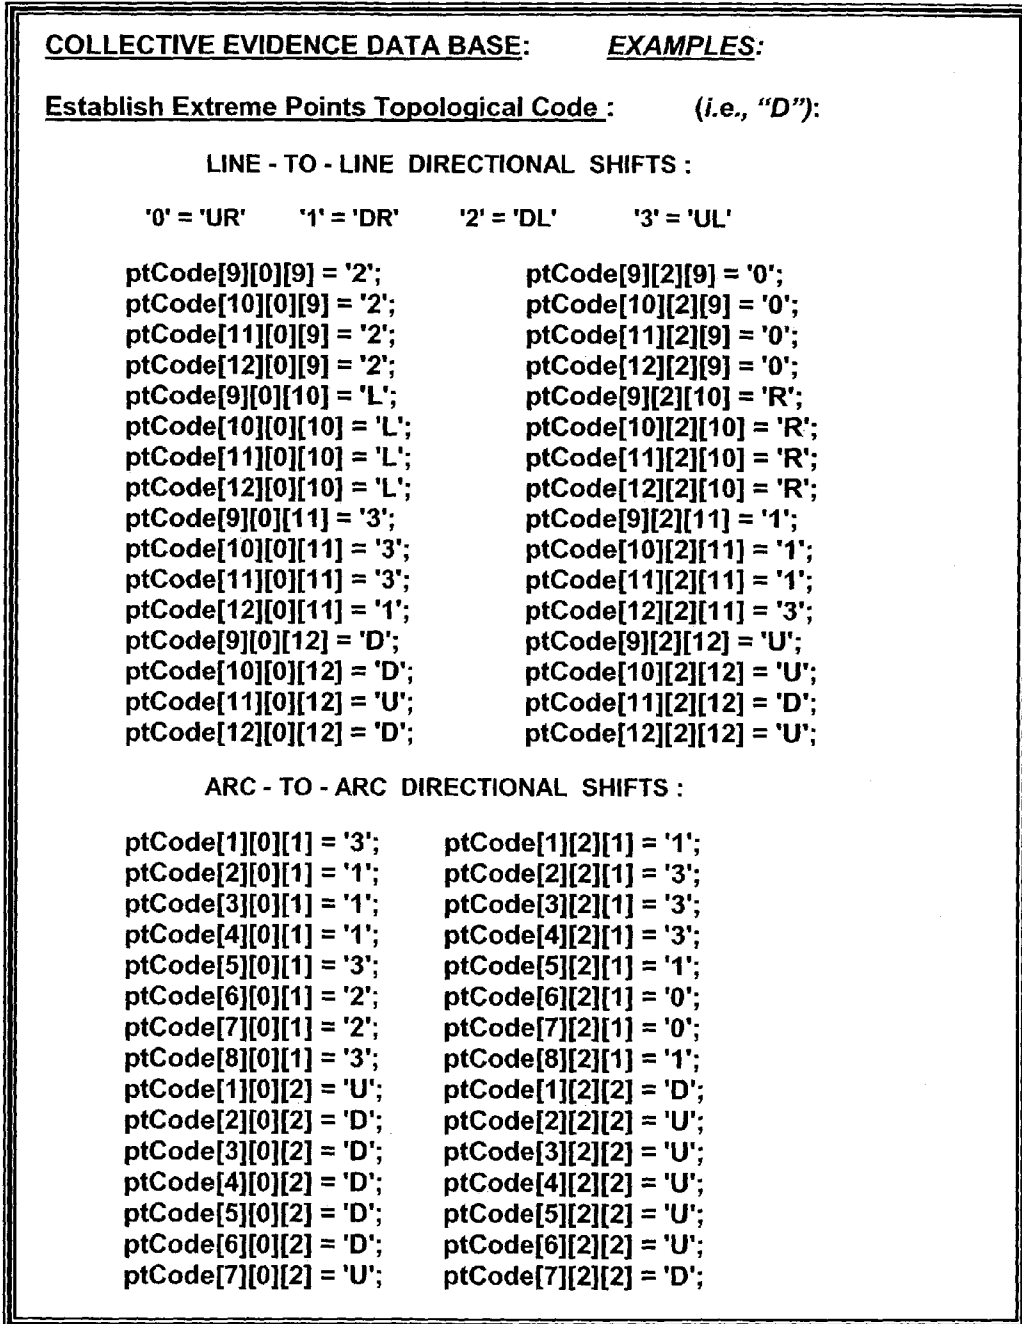 COLLECTIVE EVIDENCE DATA BASE: EXAMPLES:
Establish Extreme Points Topological Code : (i.e., “D”):
LINE - TO - LINE DIRECTIONAL SHIFTS :
'0' = 'UR' '1' = 'DR' '2' = 'DL' '3' = 'UL'
ptCode[9][0][9] = '2'; ptCode[9][2][9] = '0';
ptCode[10][0][9] = '2'; ptCode[10][2][9] = '0';
ptCode[11][0][9] = '2'; ptCode[11][2][9] = '0';
ptCode[12][0][9] = '2'; ptCode[12][2][9] = '0';
ptCode[9][0][10] = 'L'; ptCode[9][2][10] = 'R';
ptCode[10][0][10] = 'L'; ptCode[10][2][10] = 'R';
ptCode[11][0][10] = 'L'; ptCode[11][2][10] = 'R';
ptCode[12][0][10] = 'L'; ptCode[12][2][10] = 'R';
ptCode[9][0][11] = '3'; ptCode[9][2][11] = '1';
ptCode[10][0][11] = '3'; ptCode[10][2][11] = '1';
ptCode[11][0][11] = '3'; ptCode[11][2][11] = '1';
ptCode[12][0][11] = '1'; ptCode[12][2][11] = '3';
ptCode[9][0][12] = 'D'; ptCode[9][2][12] = 'U';
ptCode[10][0][12] = 'D'; ptCode[10][2][12] = 'U';
ptCode[11][0][12] = 'U'; ptCode[11][2][12] = 'D';
ptCode[12][0][12] = 'D'; ptCode[12][2][12] = 'U';
ARC - TO - ARC DIRECTIONAL SHIFTS :
ptCode[1][0][1] = '3'; ptCode[1][2][1] = '1';
ptCode[2][0][1] = '1'; ptCode[2][2][1] = '3';
ptCode[3][0][1] = '1'; ptCode[3][2][1] = '3';
ptCode[4][0][1] = '1'; ptCode[4][2][1] = '3';
ptCode[5][0][1] = '3'; ptCode[5][2][1] = '1';
ptCode[6][0][1] = '2'; ptCode[6][2][1] = '0';
ptCode[7][0][1] = '2'; ptCode[7][2][1] = '0';
ptCode[8][0][1] = '3'; ptCode[8][2][1] = '1';
ptCode[1][0][2] = 'U'; ptCode[1][2][2] = 'D';
ptCode[2][0][2] = 'D'; ptCode[2][2][2] = 'U';
ptCode[3][0][2] = 'D'; ptCode[3][2][2] = 'U';
ptCode[4][0][2] = 'D'; ptCode[4][2][2] = 'U';
ptCode[5][0][2] = 'D'; ptCode[5][2][2] = 'U';
ptCode[6][0][2] = 'D'; ptCode[6][2][2] = 'U';
ptCode[7][0][2] = 'U'; ptCode[7][2][2] = 'D';